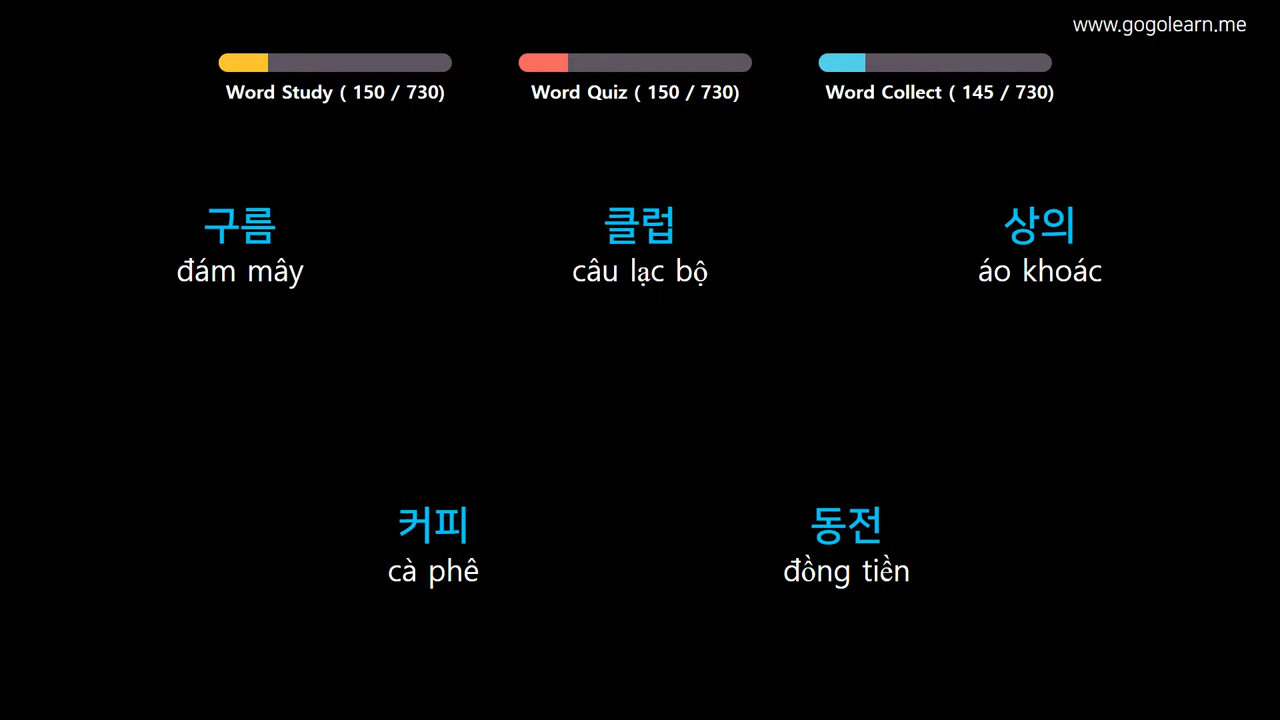 www.gogolearn.me
Word Study ( 150 / 730)
Word Quiz ( 150 / 730)
Word Collect ( 145 / 730)
구름
đám mây
클럽
câu lạc bộ
상의
áo khoác
커피
cà phê
동전
đồng tiền